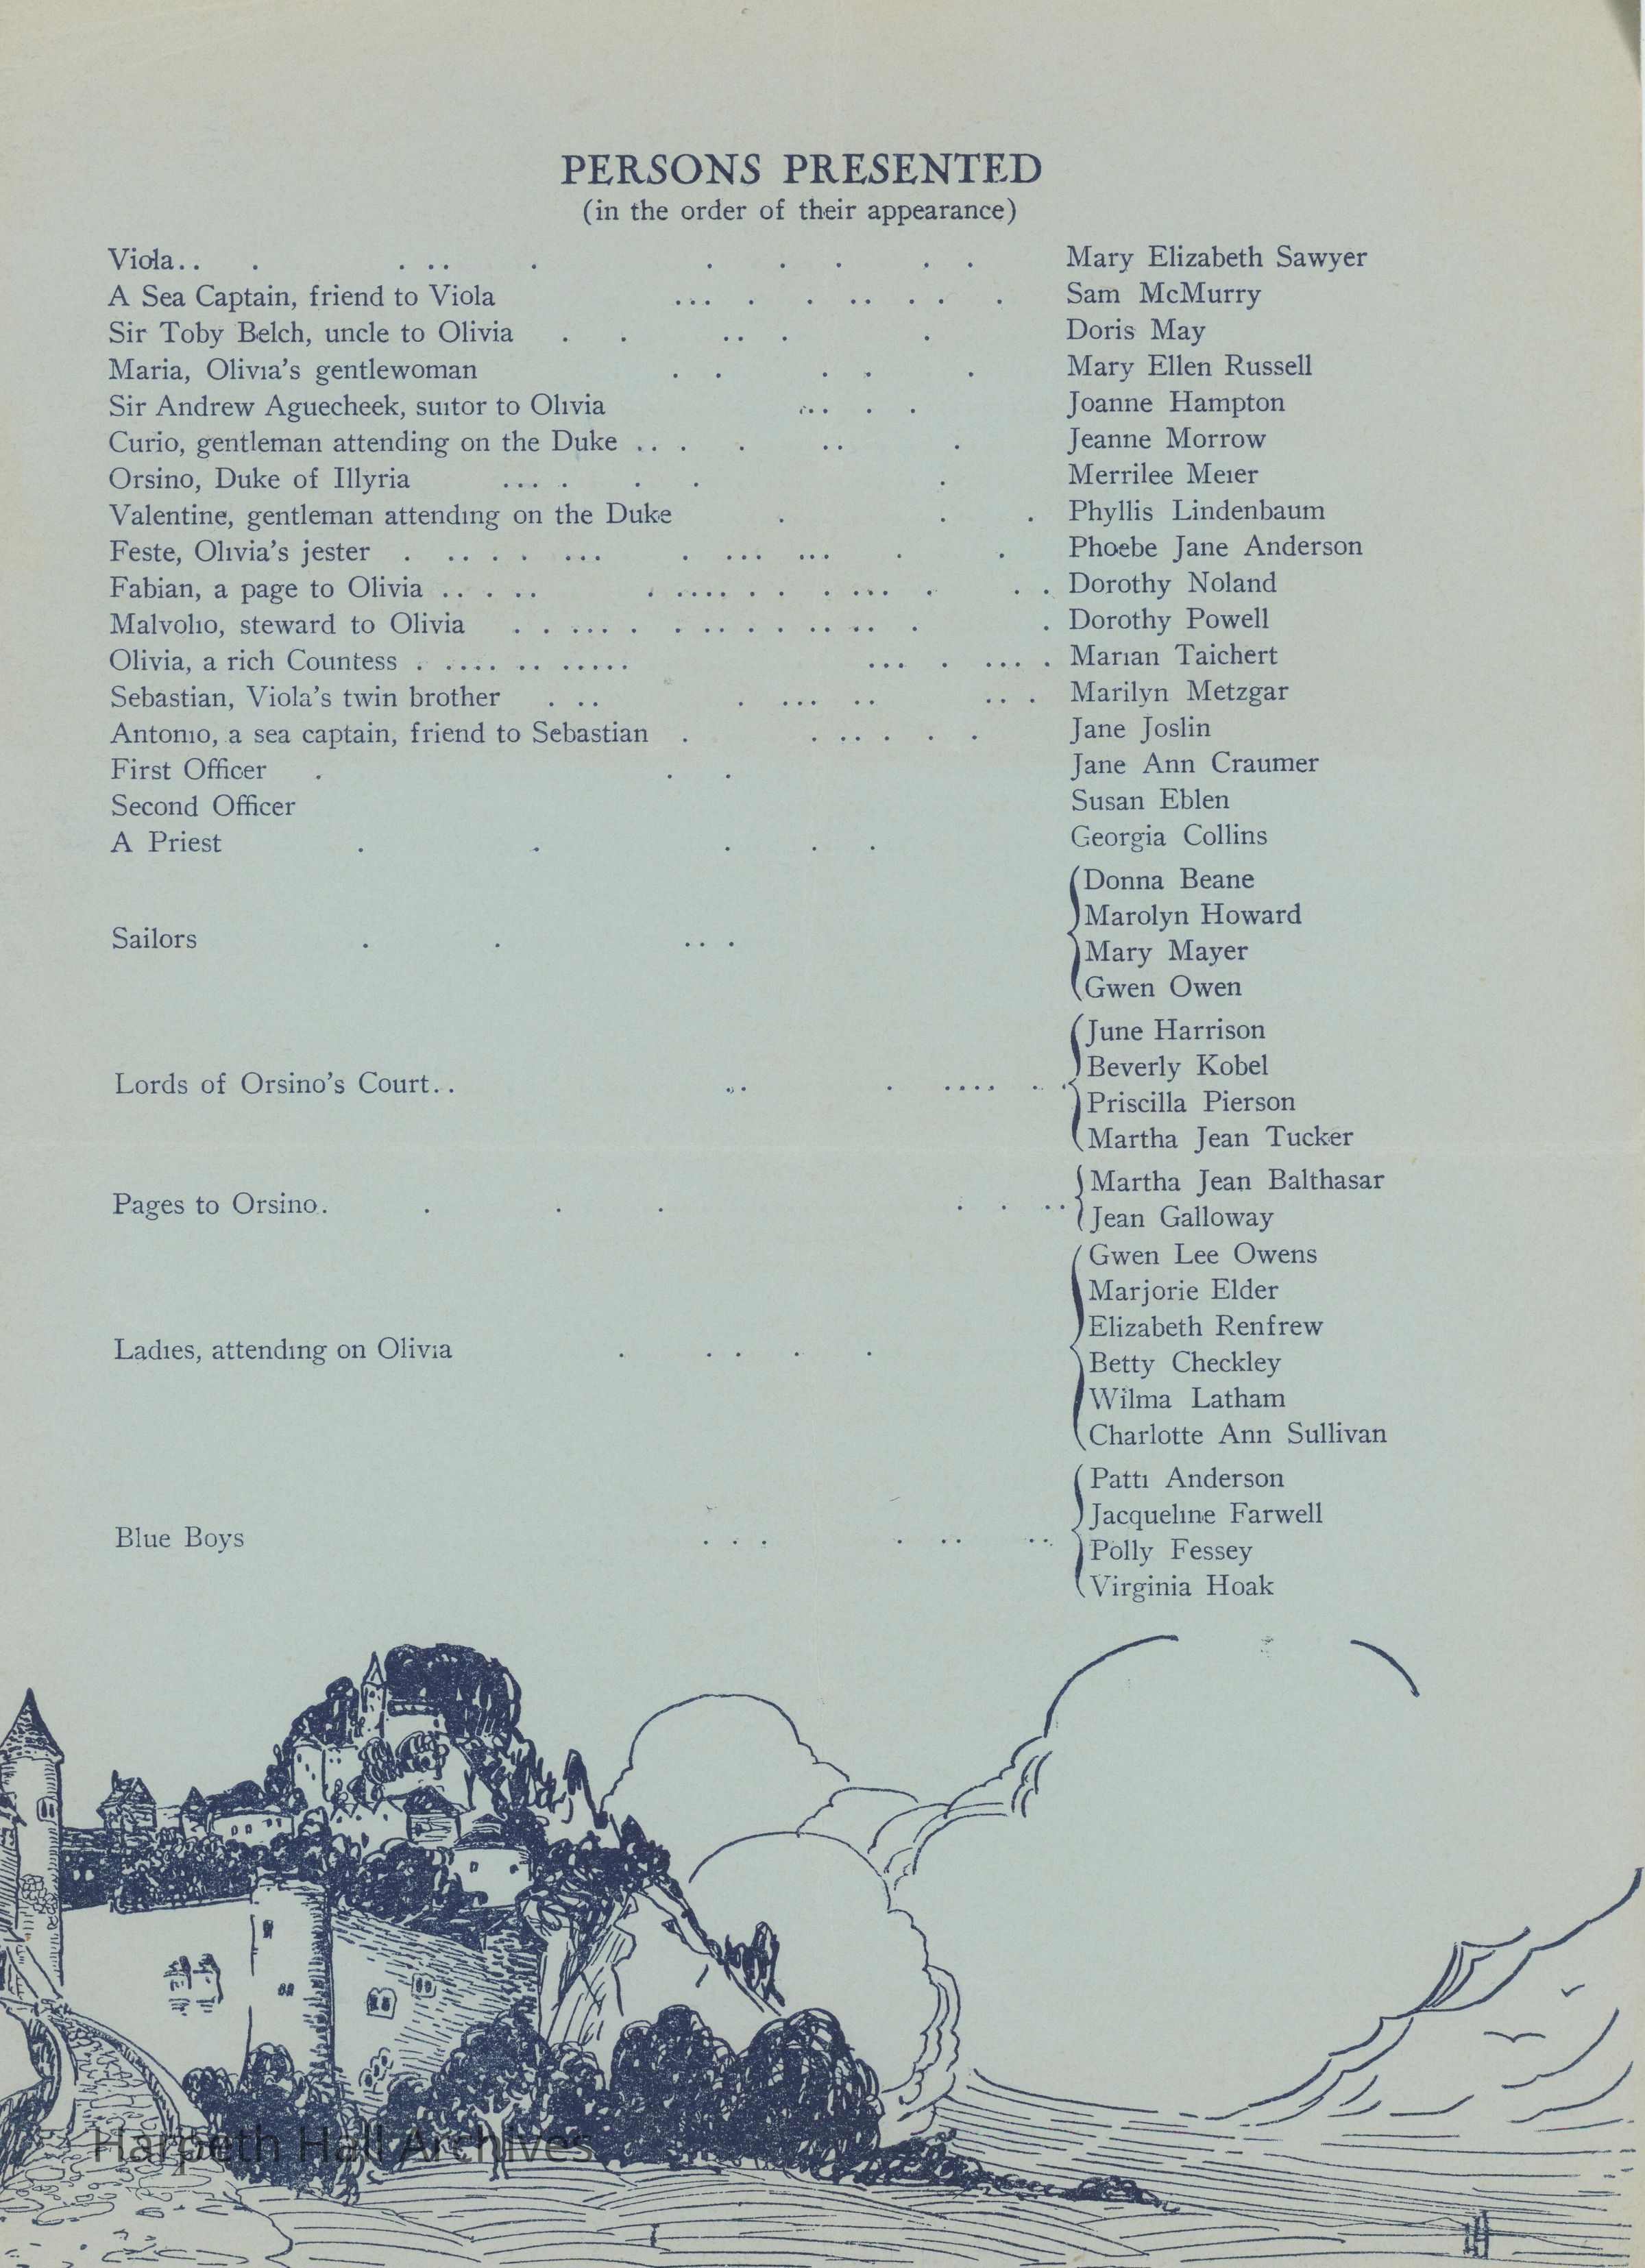 PERSONS PRESENTED
(in the order of their appearance)
Viola.. . . .. . . . . . . Mary Elizabeth Sawyer
A Sea Captain, friend to Viola ... . . .. . . . Sam McMurry
Sir Toby Belch, uncle to Olivia . . .. . . Doris May
Maria, Olivia's gentlewoman . . . . . Mary Ellen Russell
Sir Andrew Aguecheek, suitor to Olivia ... . . Joanne Hampton
Curio, gentleman attending on the Duke .. . . .. . Jeanne Morrow
Orsino, Duke of Illyria ... . . . . Merrilee Meier
Valentine, gentleman attending on the Duke . . . Phyllis Lindenbaum
Feste, Olivia's jester . .. . . ... . ... ... . . Phoebe Jane Anderson
Fabian, a page to Olivia .. . .. . .... . . . ... . . . Dorothy Noland
Malvolio, steward to Olivia . . ... . . .. . . .. .. . . Dorothy Powell
Olivia, a rich Countess . .... .. ..... ... . ... . Marian Taichert
Sebastian, Viola's twin brother . .. . ... .. .. . Marilyn Metzgar
Antonio, a sea captain, friend to Sebastian . . .. . . . Jane Joslin
First Officer . . . Jane Ann Craumer
Second Officer Susan Eblen
A Priest . . . . . Georgia Collins
Donna Beane
Marolyn Howard
Sailors . . .. .
Mary Mayer
Gwen Owen
June Harrison
Beverly Kobel
Lords of Orsino's Court.. .. . .... . .
Priscilla Pierson
Martha Jean Tucker
Martha Jean Balthasar
Pages to Orsino. . . . . . ..
Jean Galloway
Gwen Lee Owens
Marjorie Elder
Elizabeth Renfrew
Ladies, attending on Olivia . . . . .
Betty Checkley
Wilma Latham
Charlotte Ann Sullivan
Patti Anderson
Jacqueline Farwell
Blue Boys . . . . .. ..
Polly Fessey
Virginia Hoak
Harpeth Hall Archives